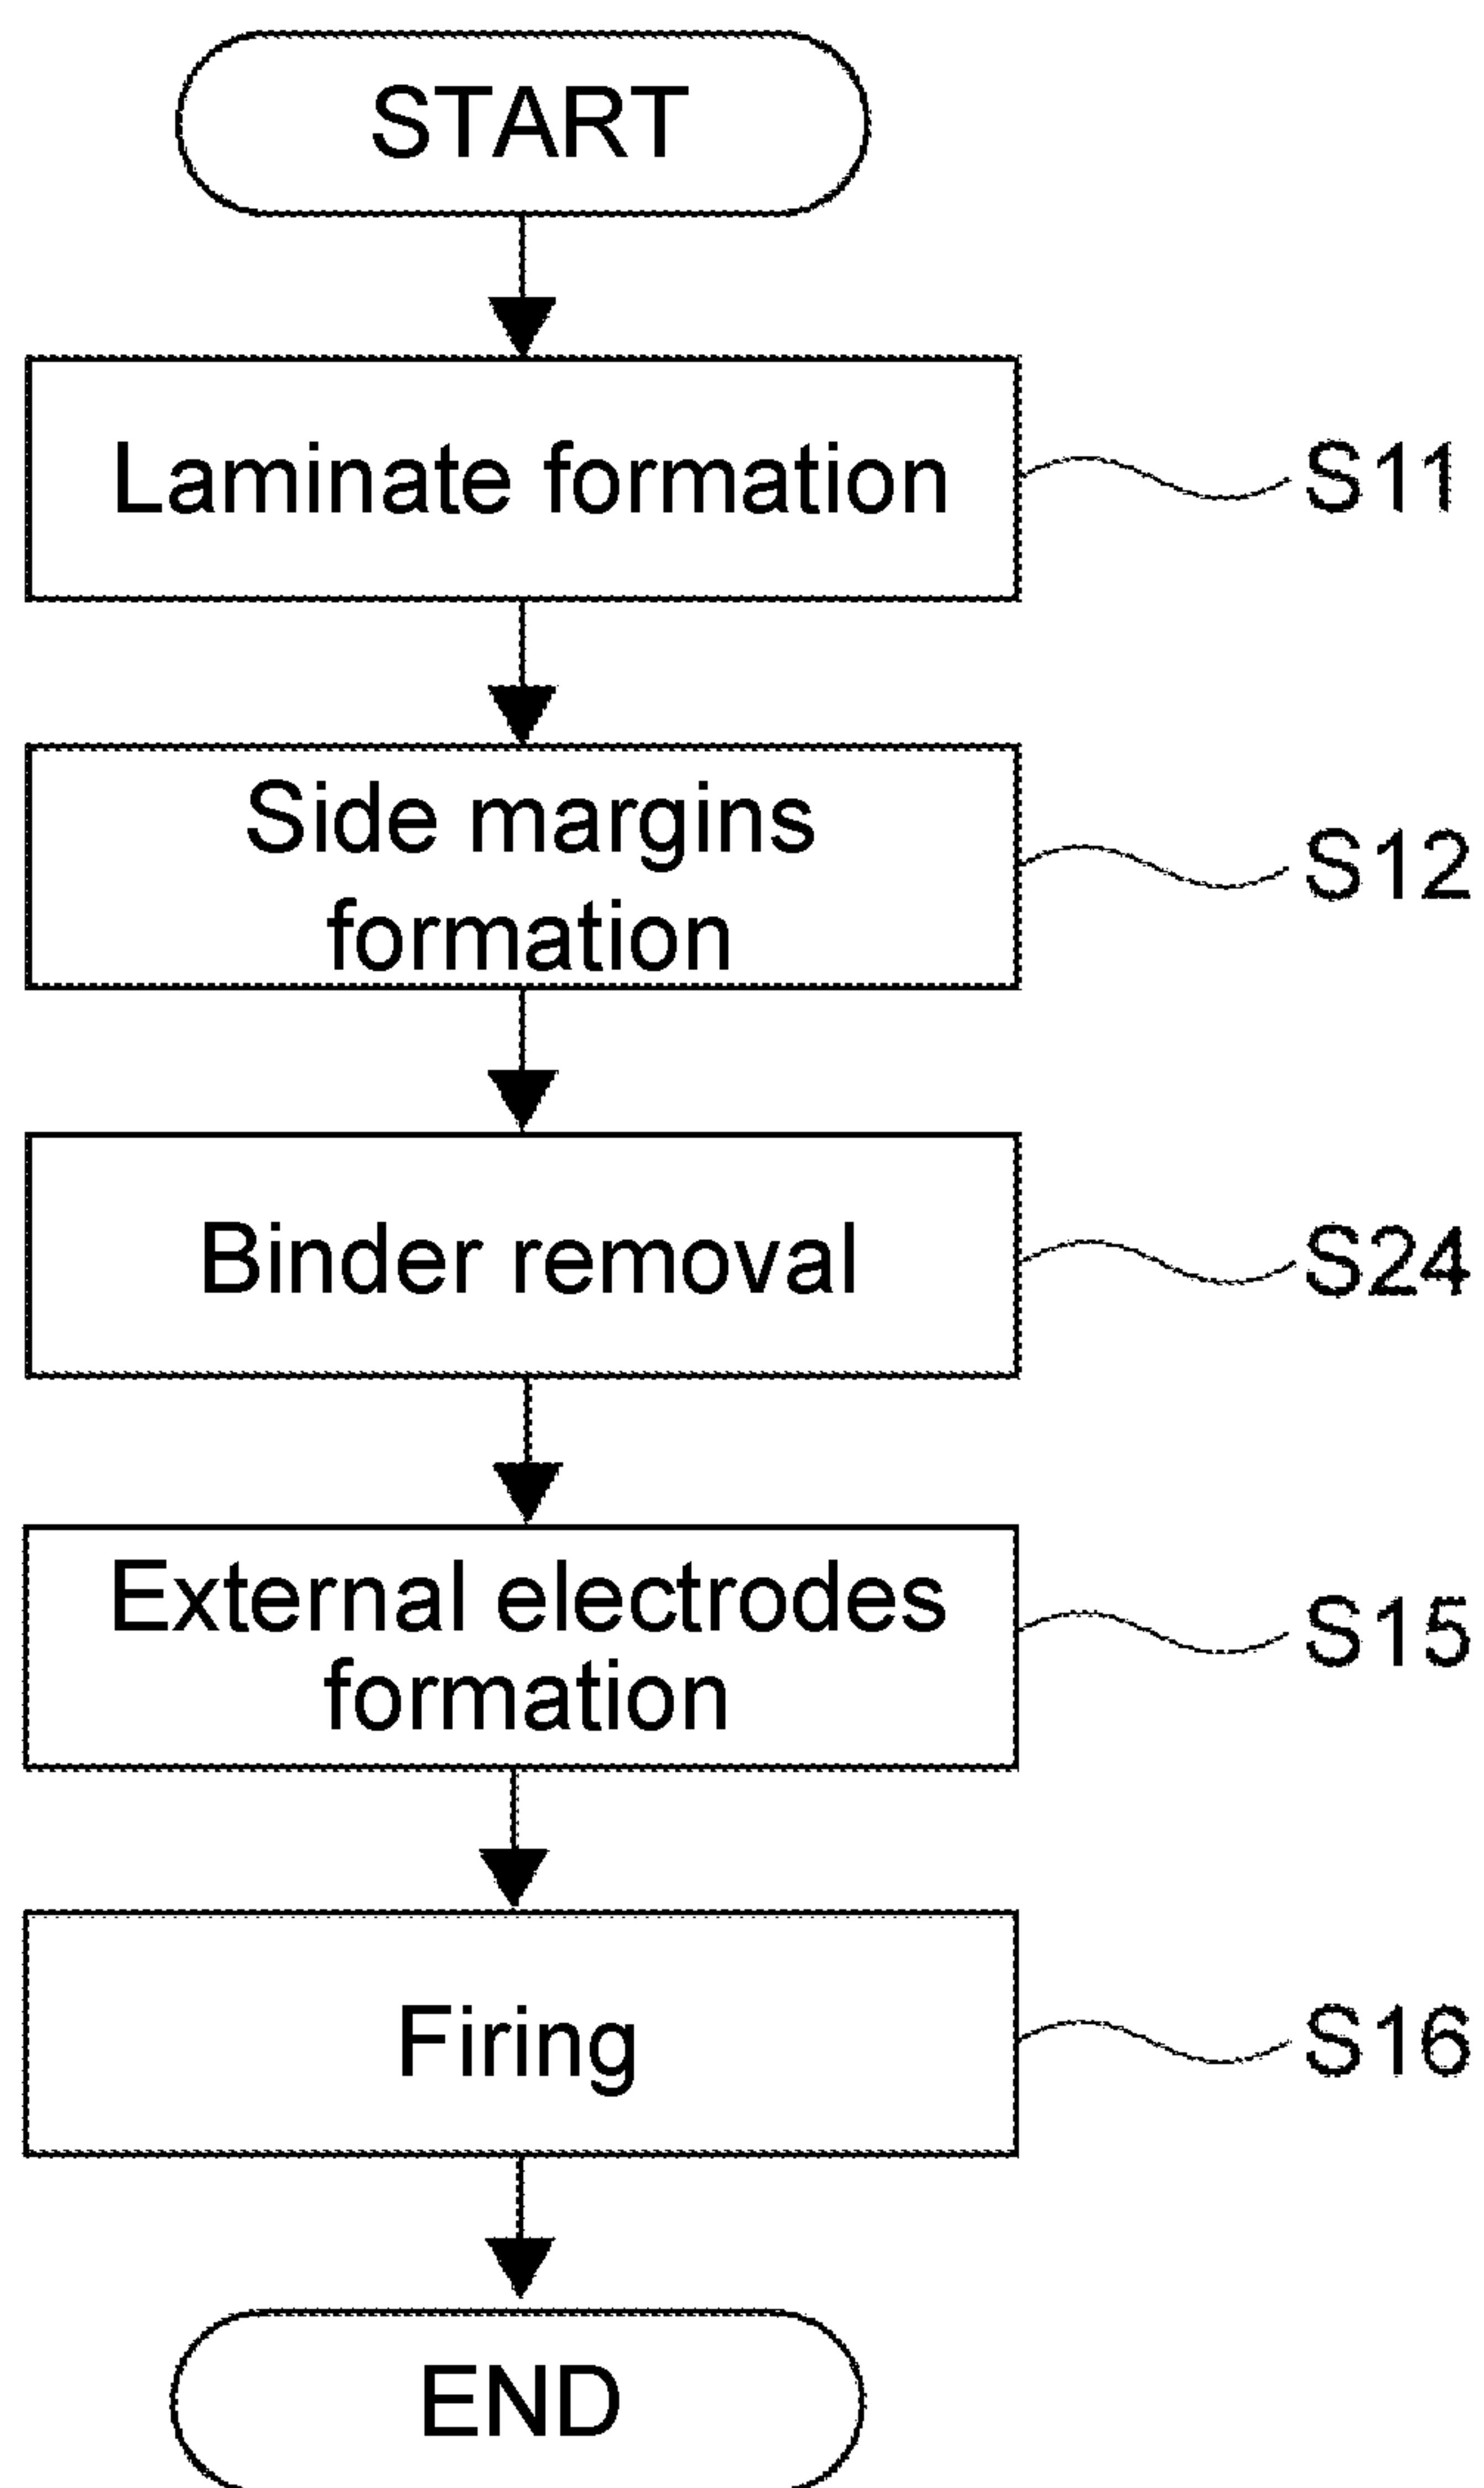 START
Laminate formation
S11
Side margins
formation
S12
Binder removal
S24
External electrodes
formation
S15
Firing
S16
END